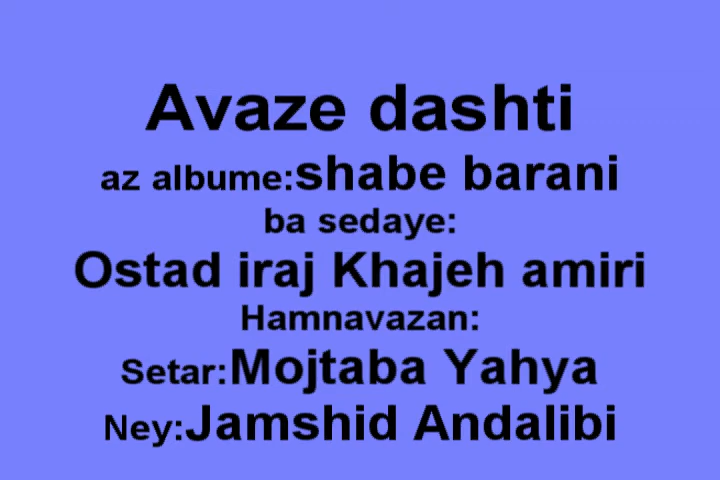 Avaze dashti
az albume:shabe barani
ba sedaye:
Ostad iraj Khajeh amiri
Hamnavazan:
Setar:Mojtaba Yahya
Ney:Jamshid Andalibi